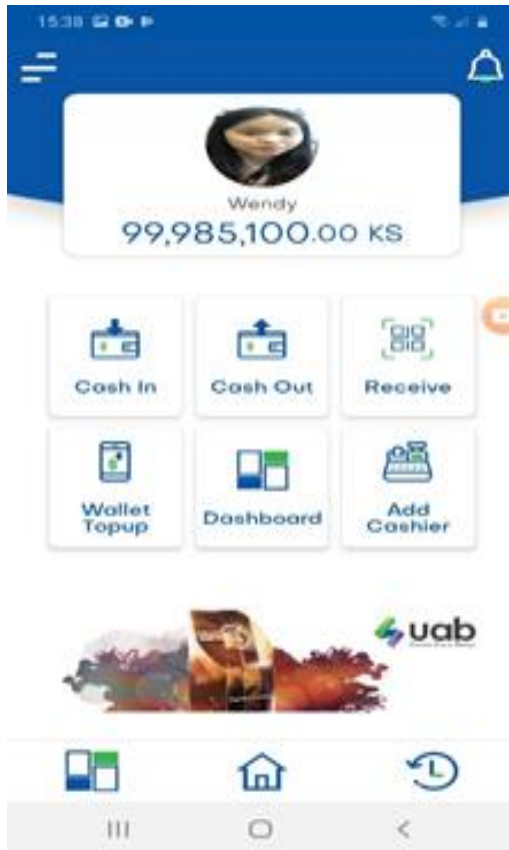 15:38
Wendy
99,985,100.00 KS
Cash In
Cash Out
Receive
Wallet
Topup
Dashboard
Add
Cashier
uab